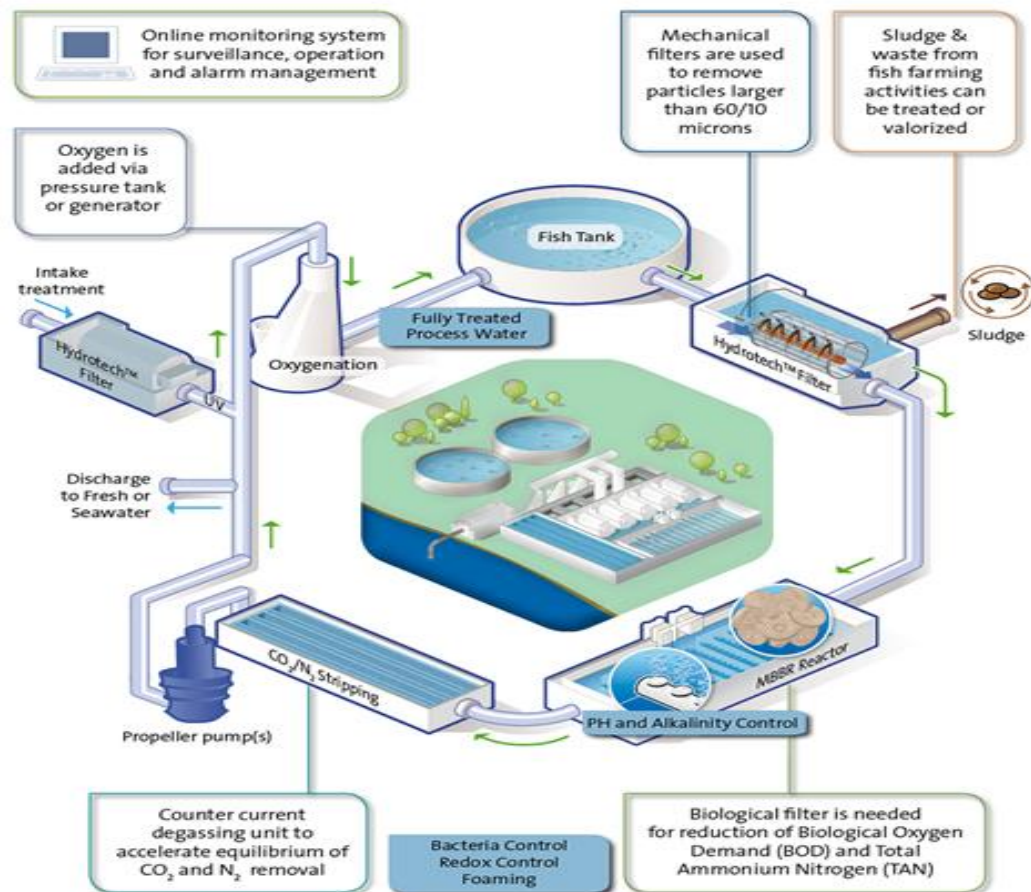 Online monitoring system
for surveillance, operation
and alarm management
Mechanical
filters are used
to remove
particles larger
than 60/10
microns
Sludge &
waste from
fish farming
activities can
be treated or
valorized
Oxygen is
added via
pressure tank
or generator
Fish Tank
Intake
treatment
Hydrotech™
Filter
UV
Oxygenation
Fully Treated
Process Water
Hydrotech™ Filter
Sludge
Discharge
to Fresh or
Seawater
CO₂/N₂ Stripping
MBBR Reactor
PH and Alkalinity Control
Propeller pump(s)
Counter current
degassing unit to
accelerate equilibrium of
CO₂ and N₂ removal
Bacteria Control
Redox Control
Foaming
Biological filter is needed
for reduction of Biological Oxygen
Demand (BOD) and Total
Ammonium Nitrogen (TAN)